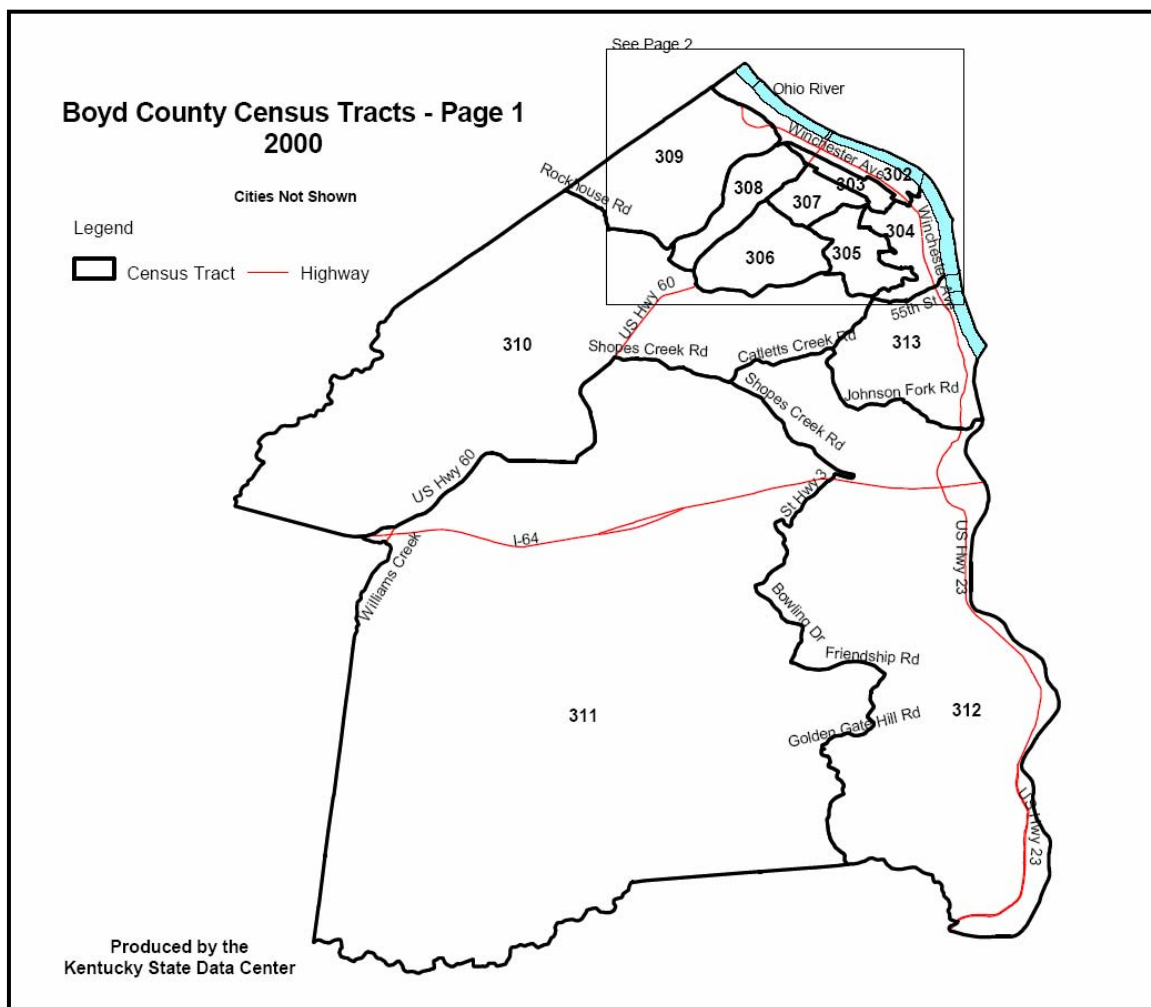 See Page 2
Boyd County Census Tracts - Page 1
2000
Cities Not Shown
Legend
Census Tract
Highway
Ohio River
Winchester Ave
302
303
309
308
307
Rockhouse Rd
304
Winchester Ave
305
306
US Hwy 60
55th St
310
313
Shopes Creek Rd
Catletts Creek Rd
Johnson Fork Rd
Shopes Creek Rd
US Hwy 60
St Hwy 3
I-64
US Hwy 23
Williams Creek
Bowling Dr
Friendship Rd
311
312
Golden Gate Hill Rd
US Hwy 23
Produced by the
Kentucky State Data Center